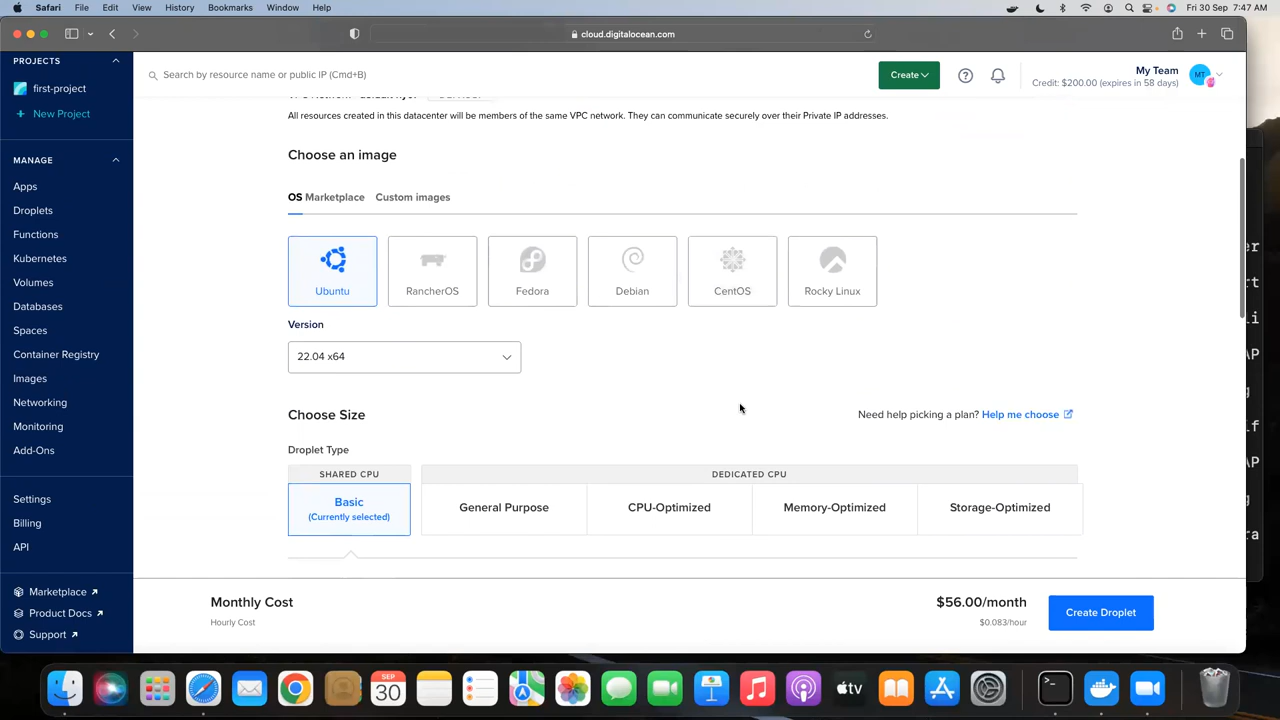 Safari File Edit View History Bookmarks Window Help
Fri 30 Sep 7:47 AM
cloud.digitalocean.com
PROJECTS
first-project
+ New Project
MANAGE
Apps
Droplets
Functions
Kubernetes
Volumes
Databases
Spaces
Container Registry
Images
Networking
Monitoring
Add-Ons
Settings
Billing
API
Marketplace
Product Docs
Support
Search by resource name or public IP (Cmd+B)
Create
My Team
Credit: $200.00 (expires in 58 days)
MT
All resources created in this datacenter will be members of the same VPC network. They can communicate securely over their Private IP addresses.
Choose an image
OS Marketplace Custom images
Ubuntu RancherOS Fedora Debian CentOS Rocky Linux
Version
22.04 x64
Choose Size
Need help picking a plan? Help me choose
Droplet Type
SHARED CPU DEDICATED CPU
Basic General Purpose CPU-Optimized Memory-Optimized Storage-Optimized
(Currently selected)
Monthly Cost $56.00/month
Hourly Cost $0.083/hour
Create Droplet
SEP
30
tv